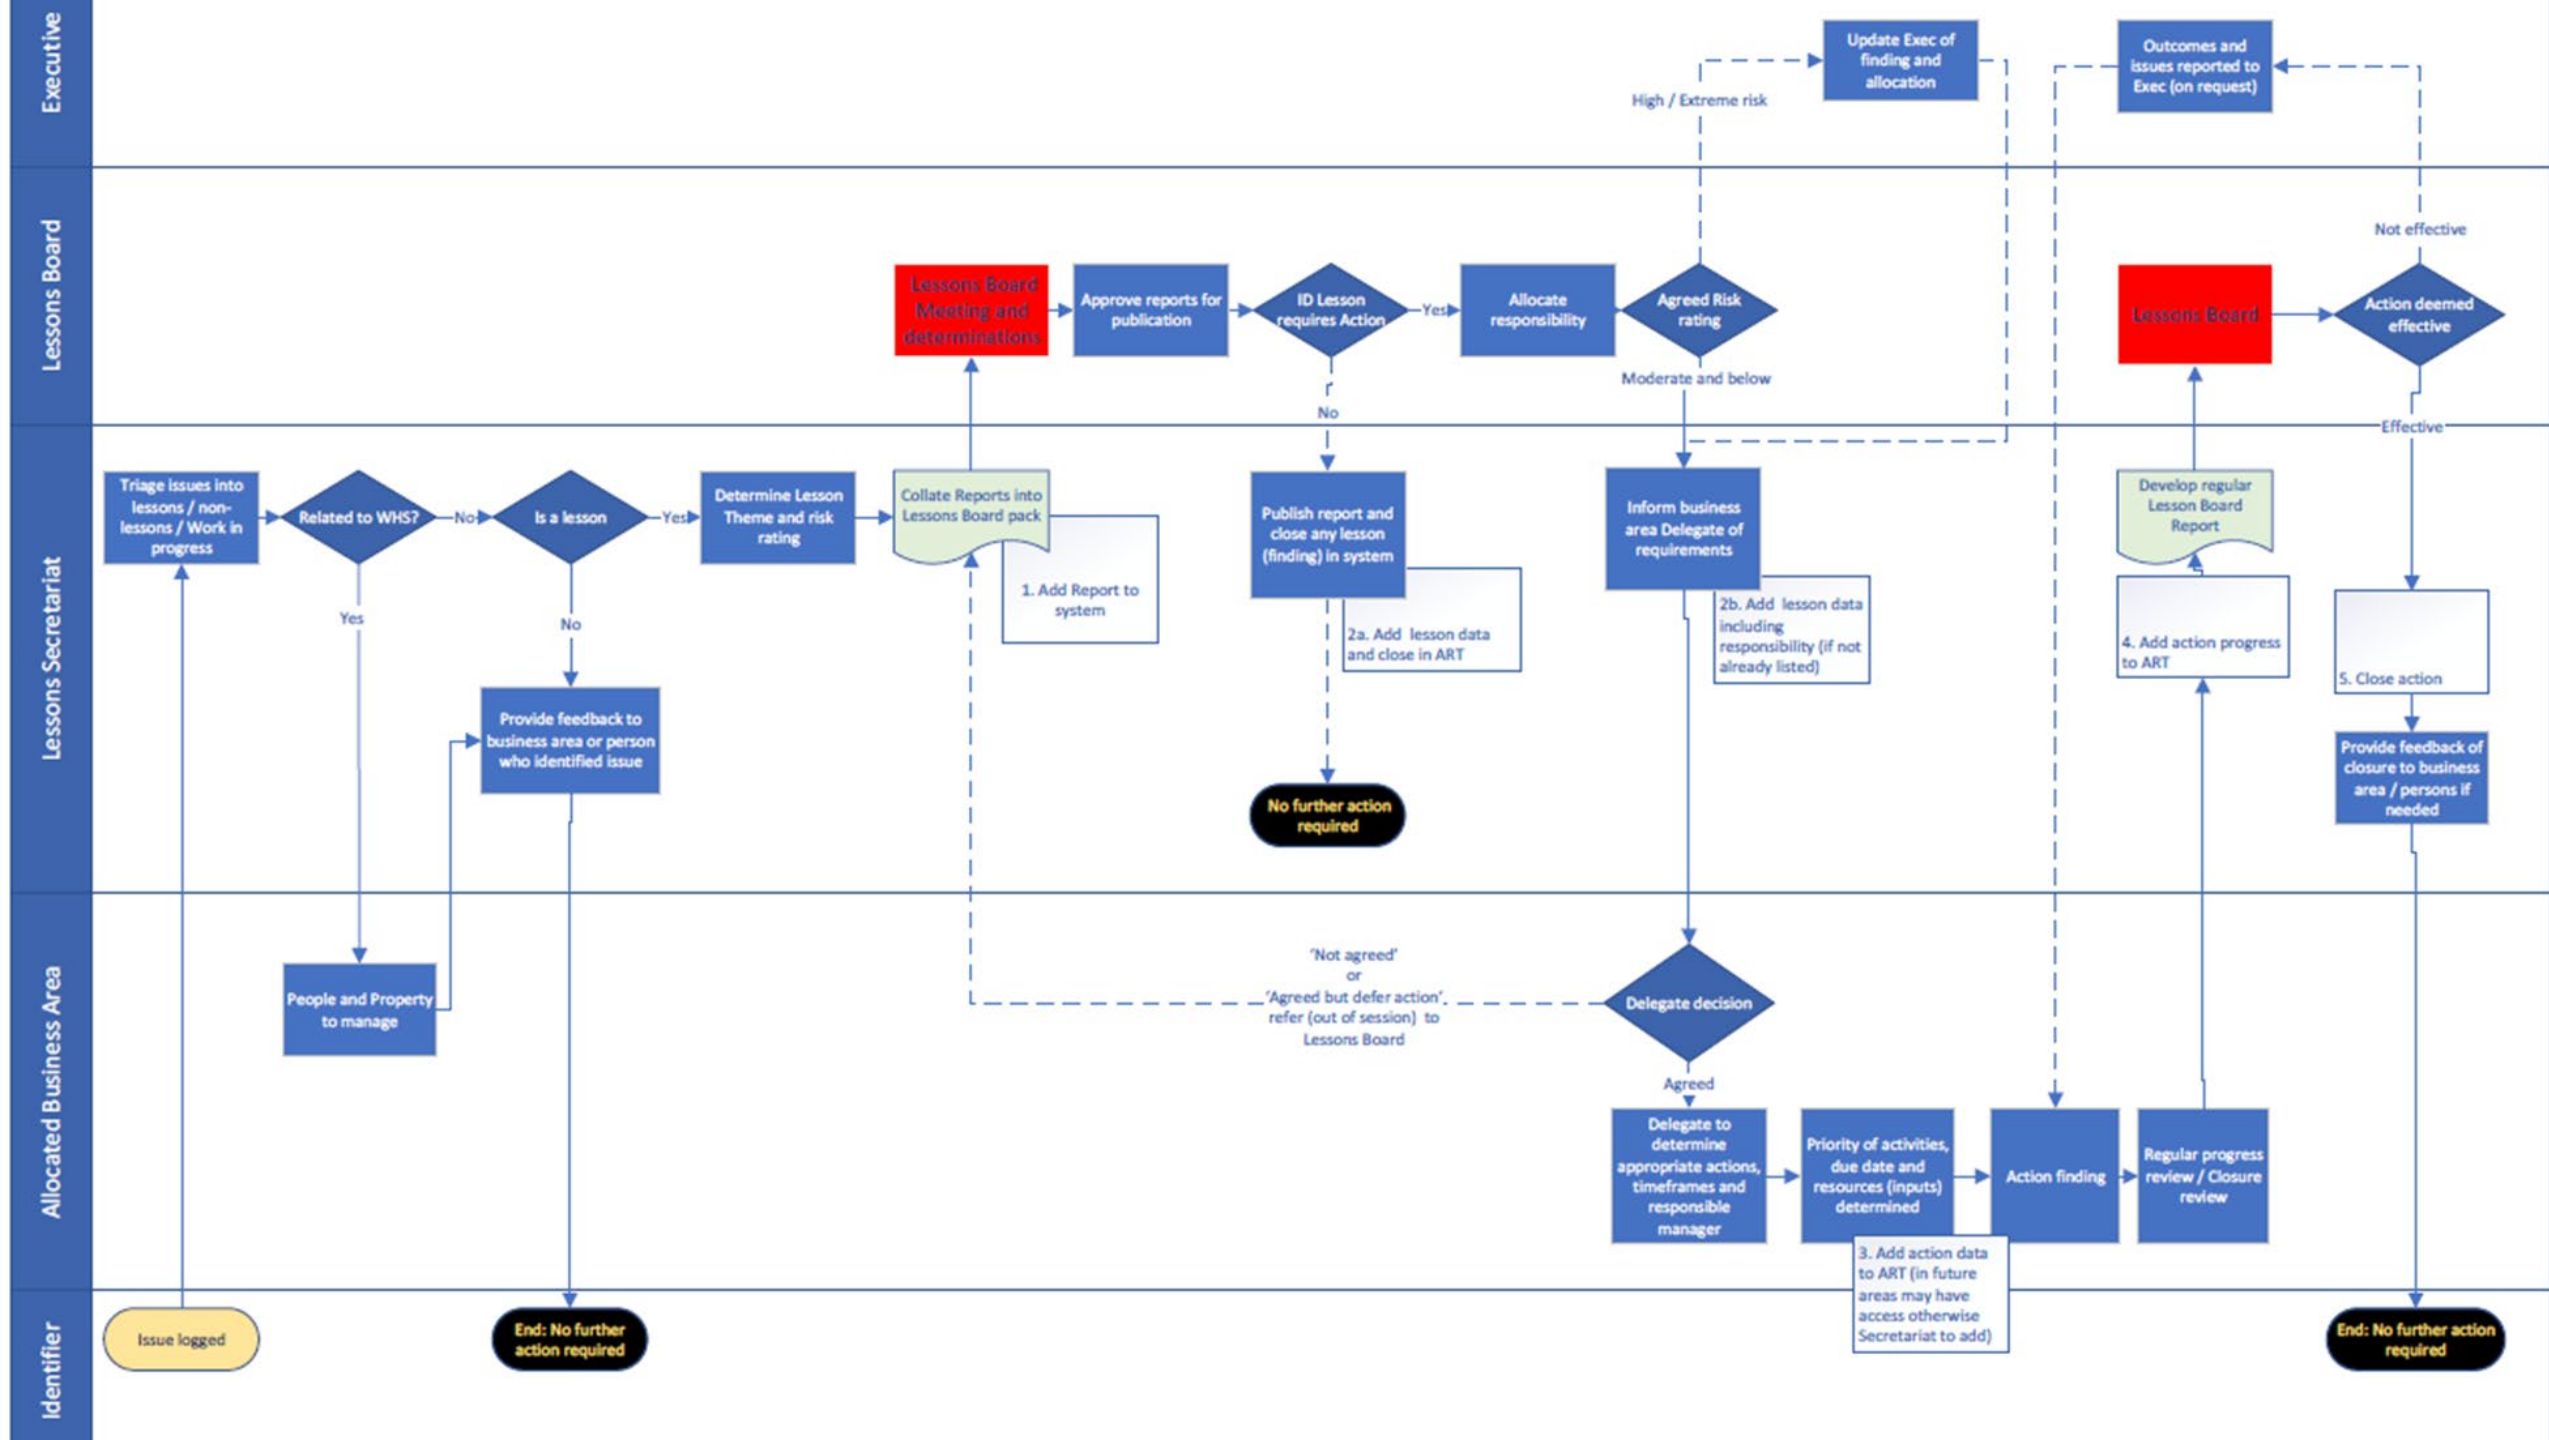 Executive
Update Exec of
finding and
allocation
Outcomes and
issues reported to
Exec (on request)
High / Extreme risk
Lessons Board
Not effective
Lessons Board
Meeting and
determinations
Approve reports for
publication
ID Lesson
requires Action
Yes
Allocate
responsibility
Agreed Risk
rating
Lessons Board
Action deemed
effective
Moderate and below
No
Effective
Lessons Secretariat
Triage issues into
lessons / non-
lessons / Work in
progress
Related to WHS?
No
Is a lesson
Yes
Determine Lesson
Theme and risk
rating
Collate Reports into
Lessons Board pack
1. Add Report to
system
Publish report and
close any lesson
(finding) in system
2a. Add lesson data
and close in ART
Inform business
area Delegate of
requirements
2b. Add lesson data
including
responsibility (if not
already listed)
Develop regular
Lesson Board
Report
4. Add action progress
to ART
5. Close action
Yes
No
Provide feedback to
business area or person
who identified issue
No further action
required
Provide feedback of
closure to business
area / persons if
needed
Allocated Business Area
People and Property
to manage
'Not agreed'
or
'Agreed but defer action'.
refer (out of session) to
Lessons Board
Delegate decision
Agreed
Delegate to
determine
appropriate actions,
timeframes and
responsible
manager
Priority of activities,
due date and
resources (inputs)
determined
Action finding
Regular progress
review / Closure
review
3. Add action data
to ART (in future
areas may have
access otherwise
Secretariat to add)
Identifier
Issue logged
End: No further
action required
End: No further action
required